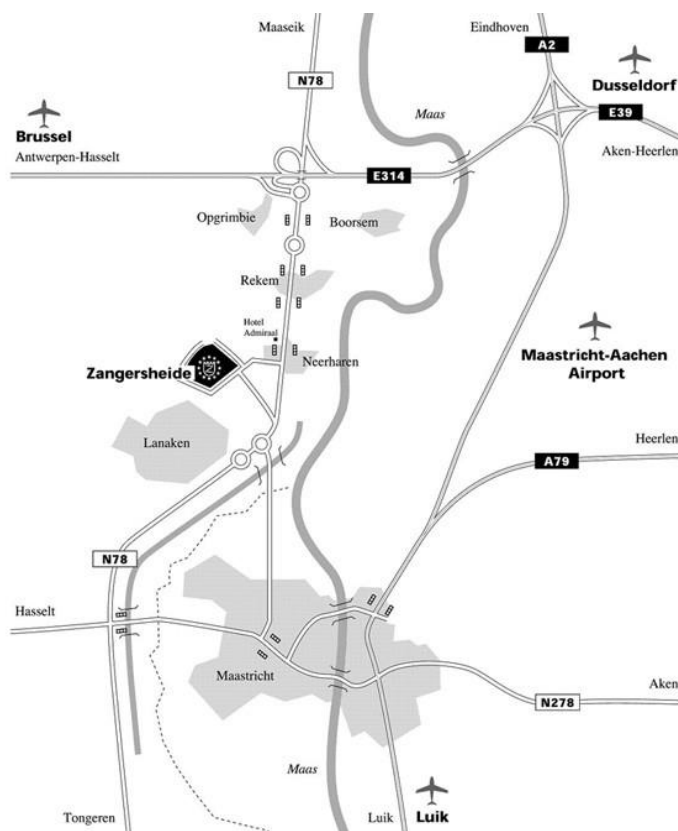 Maaseik
Eindhoven
A2
N78
Dusseldorf
Maas
Brussel
E39
Antwerpen-Hasselt
Aken-Heerlen
E314
Opgrimbie
Boorsem
Rekem
Hotel
Admiraal
Neerharen
Maastricht-Aachen
Airport
Zangersheide
Lanaken
Heerlen
A79
N78
Hasselt
Maastricht
Aken
N278
Maas
Tongeren
Luik
Luik